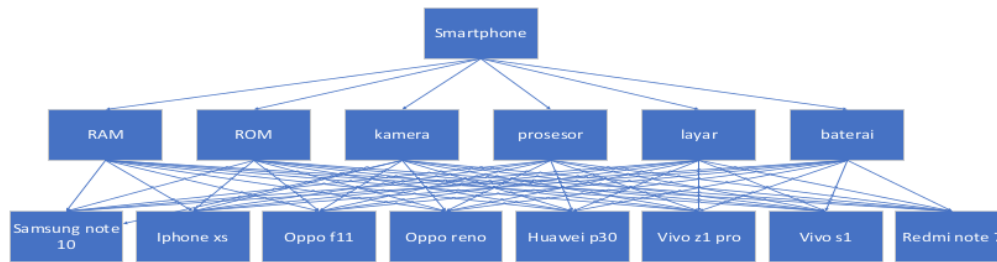 Smartphone
RAM
ROM
kamera
prosesor
layar
baterai
Samsung note
10
Iphone xs
Oppo f11
Oppo reno
Huawei p30
Vivo z1 pro
Vivo s1
Redmi note 7